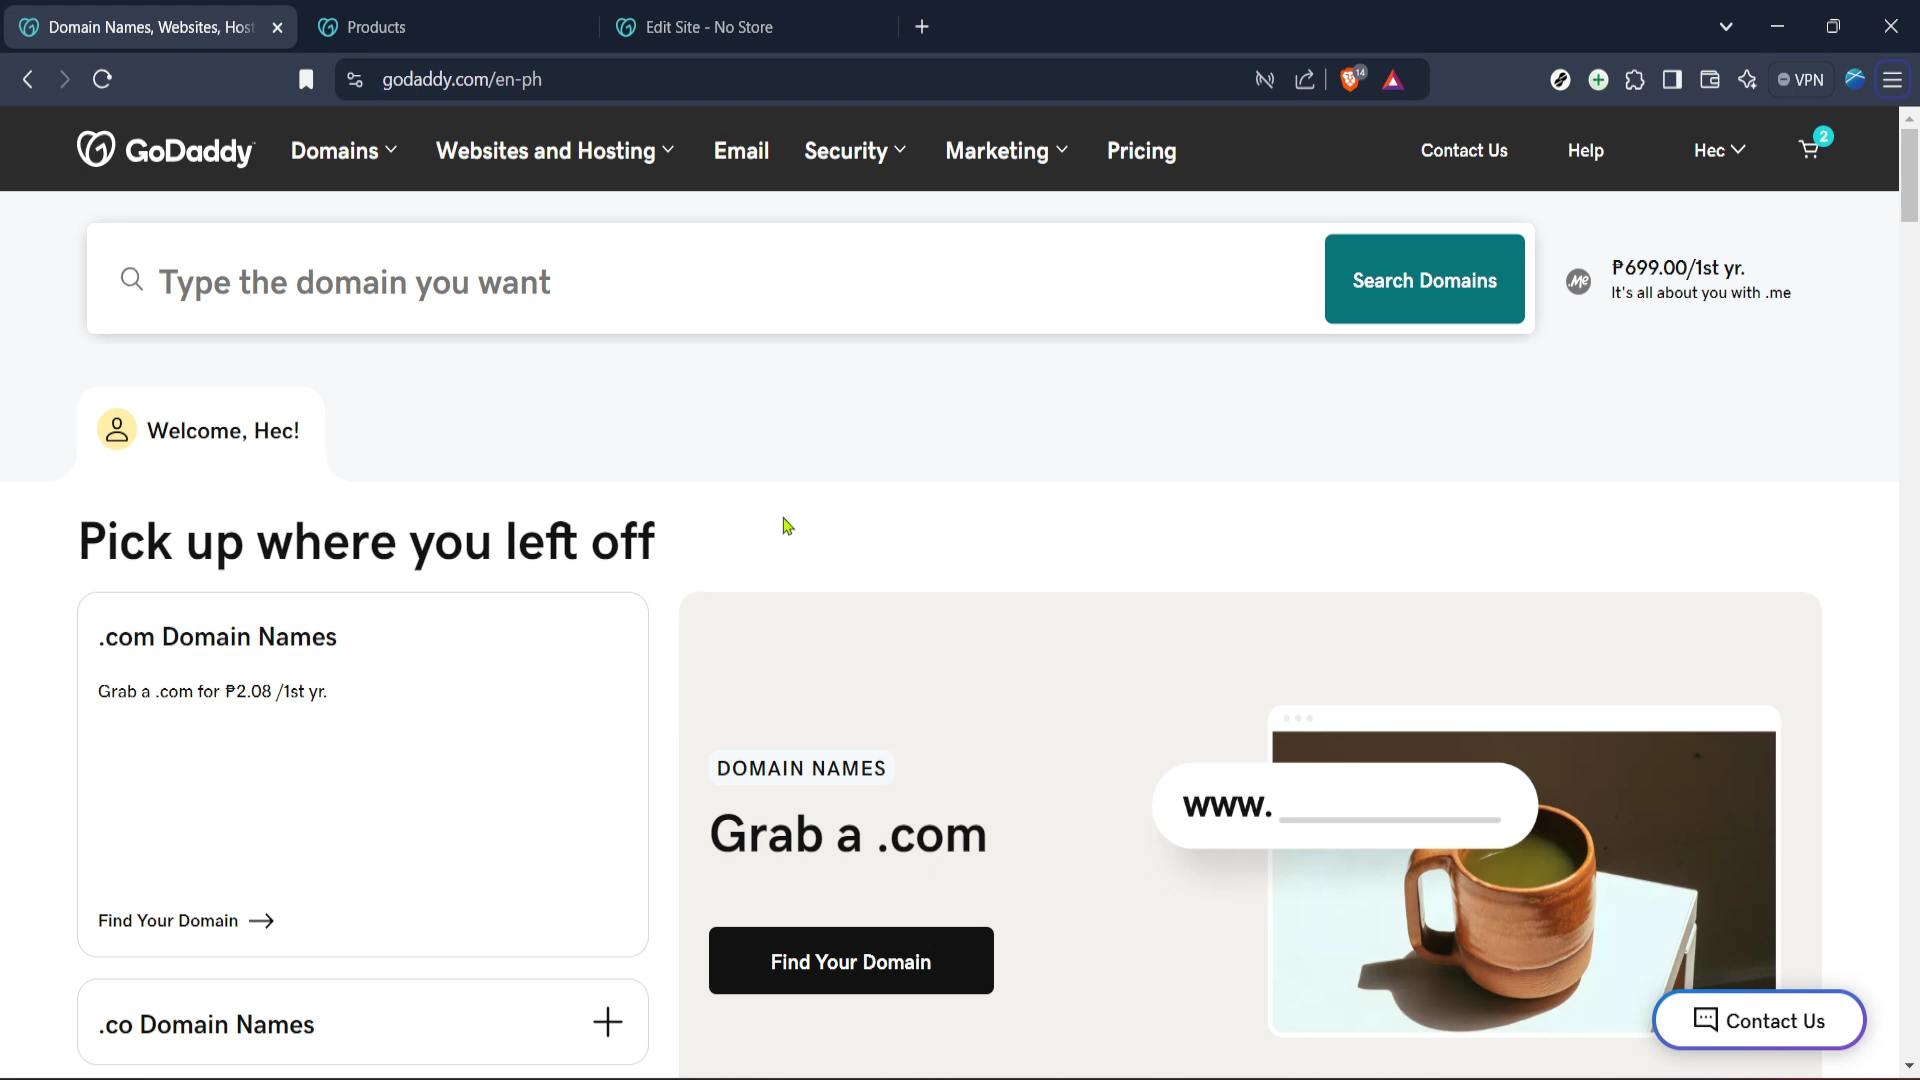 Domain Names, Websites, Host
Products
Edit Site - No Store
godaddy.com/en-ph
14
VPN
GoDaddy
Domains
Websites and Hosting
Email
Security
Marketing
Pricing
Contact Us
Help
Hec
2
Type the domain you want
Search Domains
.Me
₱699.00/1st yr.
It's all about you with .me
Welcome, Hec!
Pick up where you left off
.com Domain Names
Grab a .com for ₱2.08 /1st yr.
Find Your Domain
.co Domain Names
DOMAIN NAMES
Grab a .com
Find Your Domain
www.
Contact Us